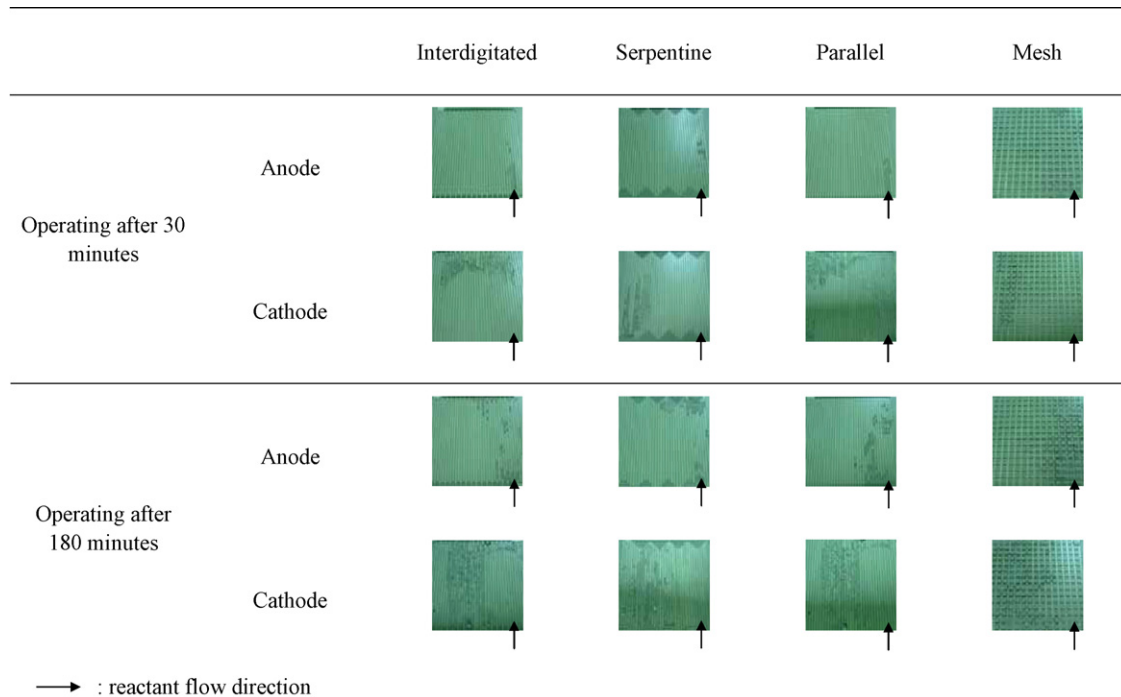 Interdigitated Serpentine Parallel Mesh
Anode
Operating after 30
minutes
Cathode
Anode
Operating after
180 minutes
Cathode
: reactant flow direction